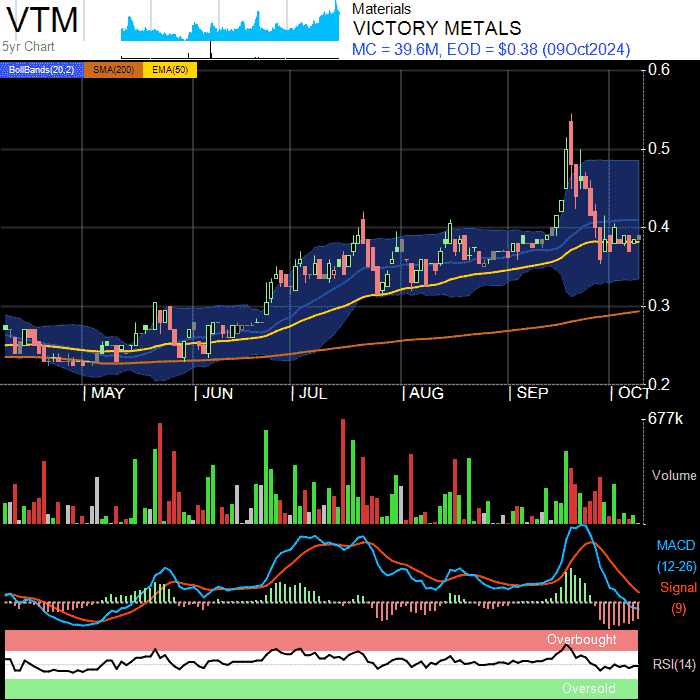 VTM
5yr Chart
Materials
VICTORY METALS
MC = 39.6M, EOD = $0.38 (09Oct2024)
BollBands(20,2) SMA(200) EMA(50)
0.6
0.5
0.4
0.3
0.2
MAY JUN JUL AUG SEP OCT
677k
Volume
MACD
(12-26)
Signal
(9)
Overbought
RSI(14)
Oversold